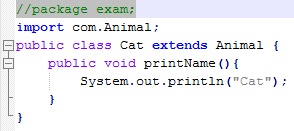 //package exam;
import com.Animal;
public class Cat extends Animal {
    public void printName(){
        System.out.println("Cat");
    }
}